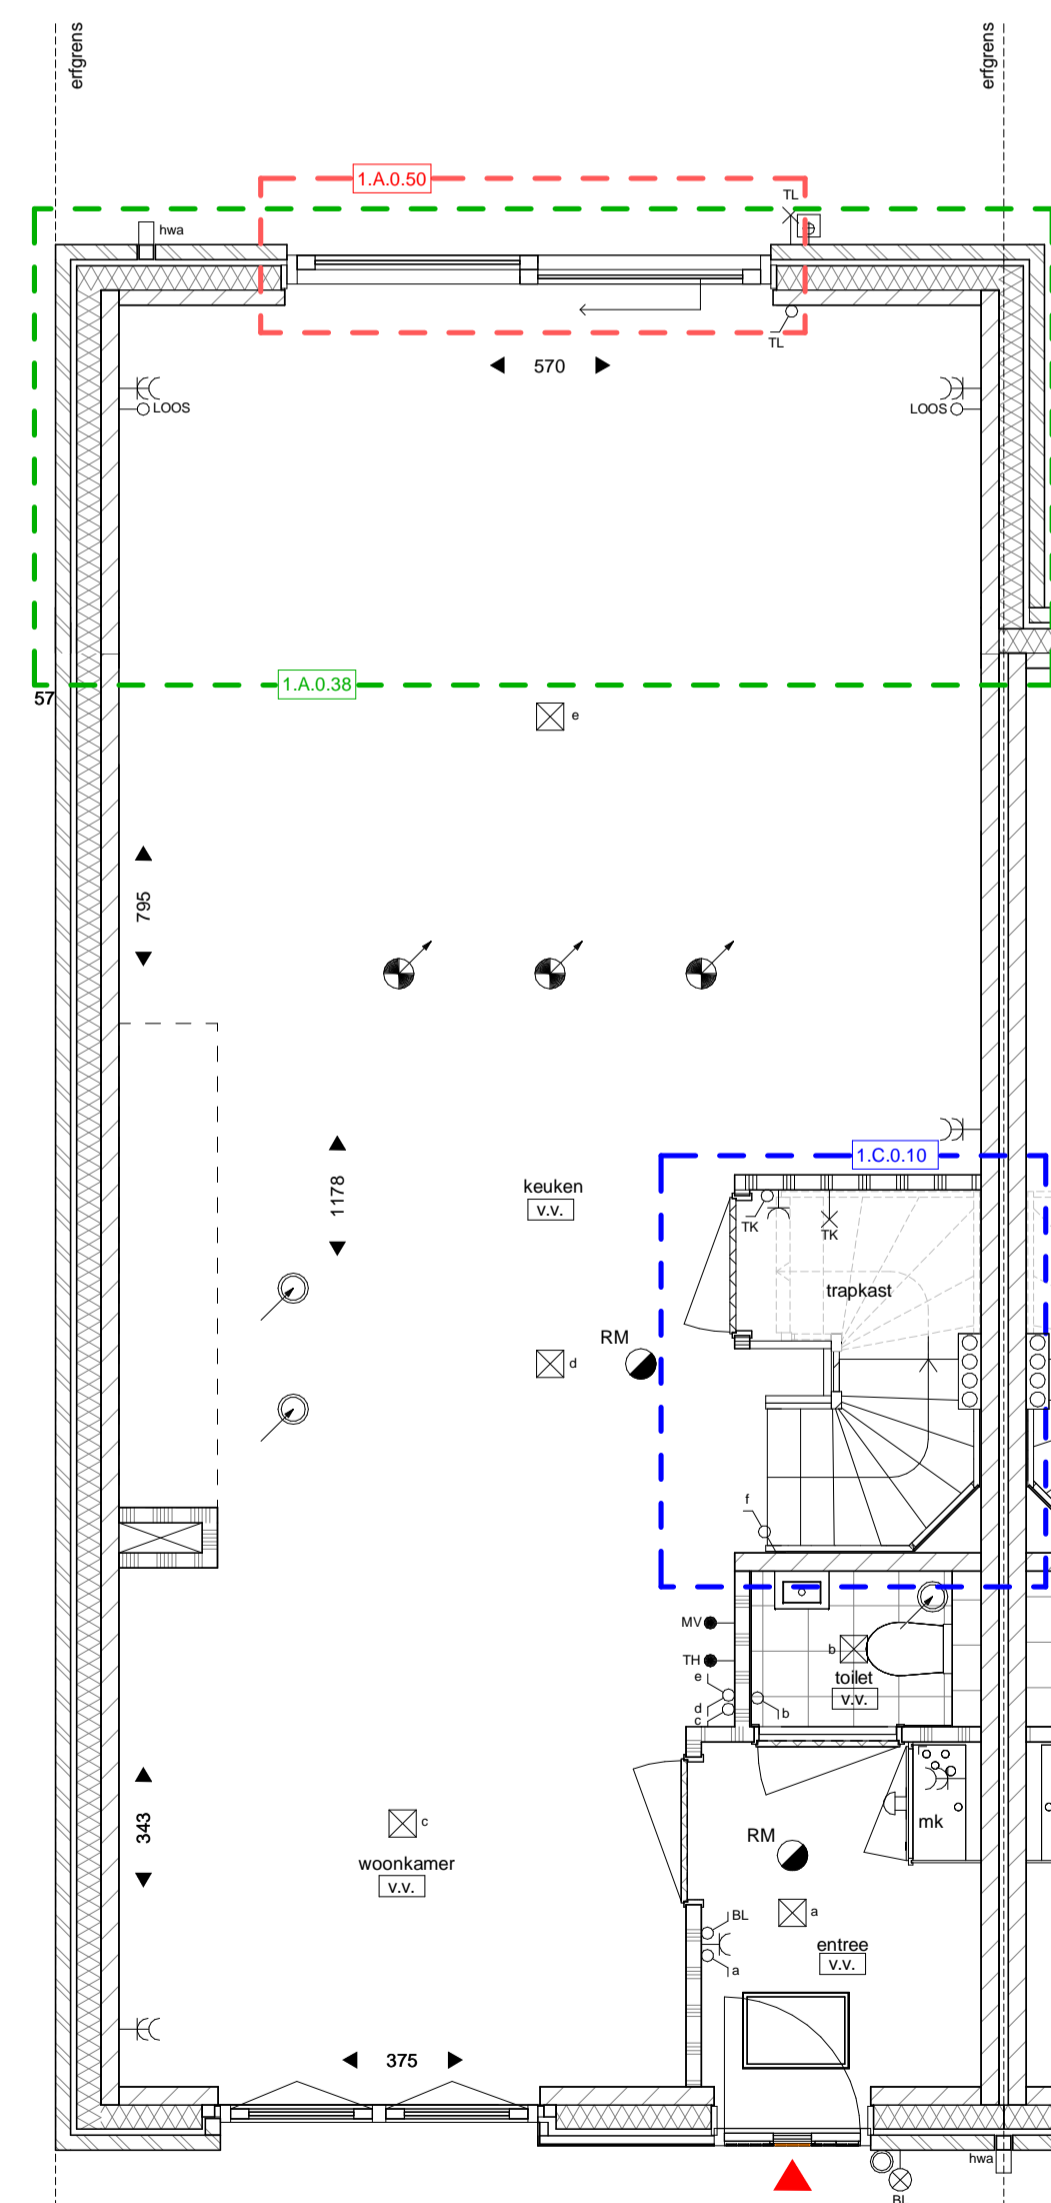 erfgrens
erfgrens
1.A.0.50
TL
hwa
TL
570
LOOS
LOOS
1.A.0.38
57
e
795
1.C.0.10
keuken
v.v.
1178
TK
TK
trapkast
RM
d
f
MV
TH
b
toilet
v.v.
e
d
c
b
343
c
woonkamer
v.v.
mk
RM
a
BL
a
entree
v.v.
375
hwa
BL